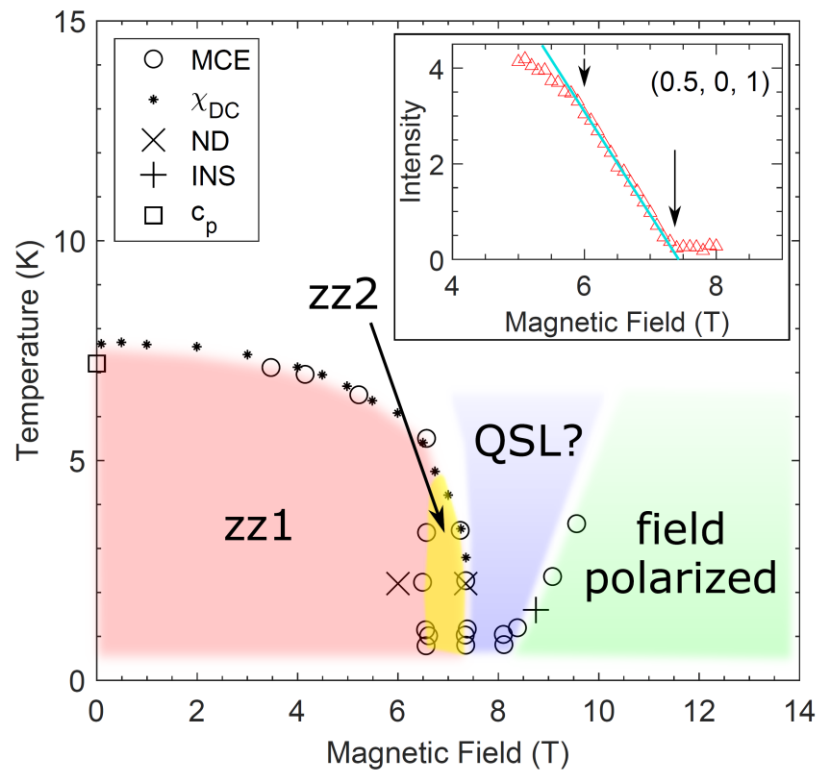 15
10
5
0
Temperature (K)
MCE
χDC
ND
INS
cp
4
2
0
Intensity
(0.5, 0, 1)
4 6 8
Magnetic Field (T)
zz2
QSL?
zz1
field
polarized
0 2 4 6 8 10 12 14
Magnetic Field (T)